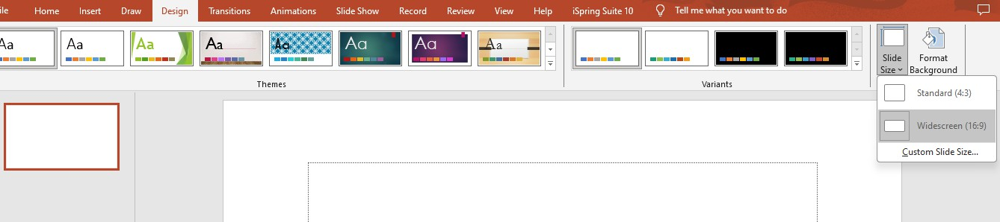 ile Home Insert Draw Design Transitions Animations Slide Show Record Review View Help iSpring Suite 10 Tell me what you want to do
Aa Aa Aa Aa Aa Aa Aa Aa
Slide
Size
Format
Background
Themes
Variants
Standard (4:3)
Widescreen (16:9)
Custom Slide Size...